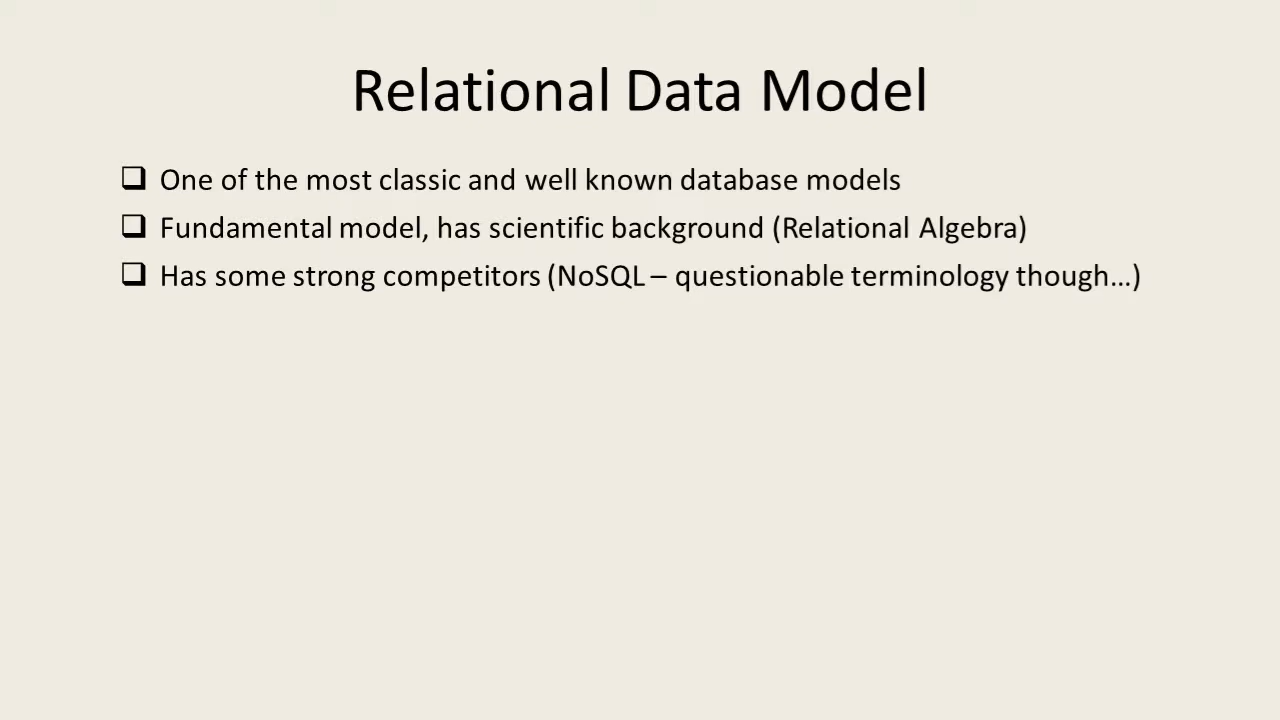 Relational Data Model
❑ One of the most classic and well known database models
❑ Fundamental model, has scientific background (Relational Algebra)
❑ Has some strong competitors (NoSQL – questionable terminology though…)